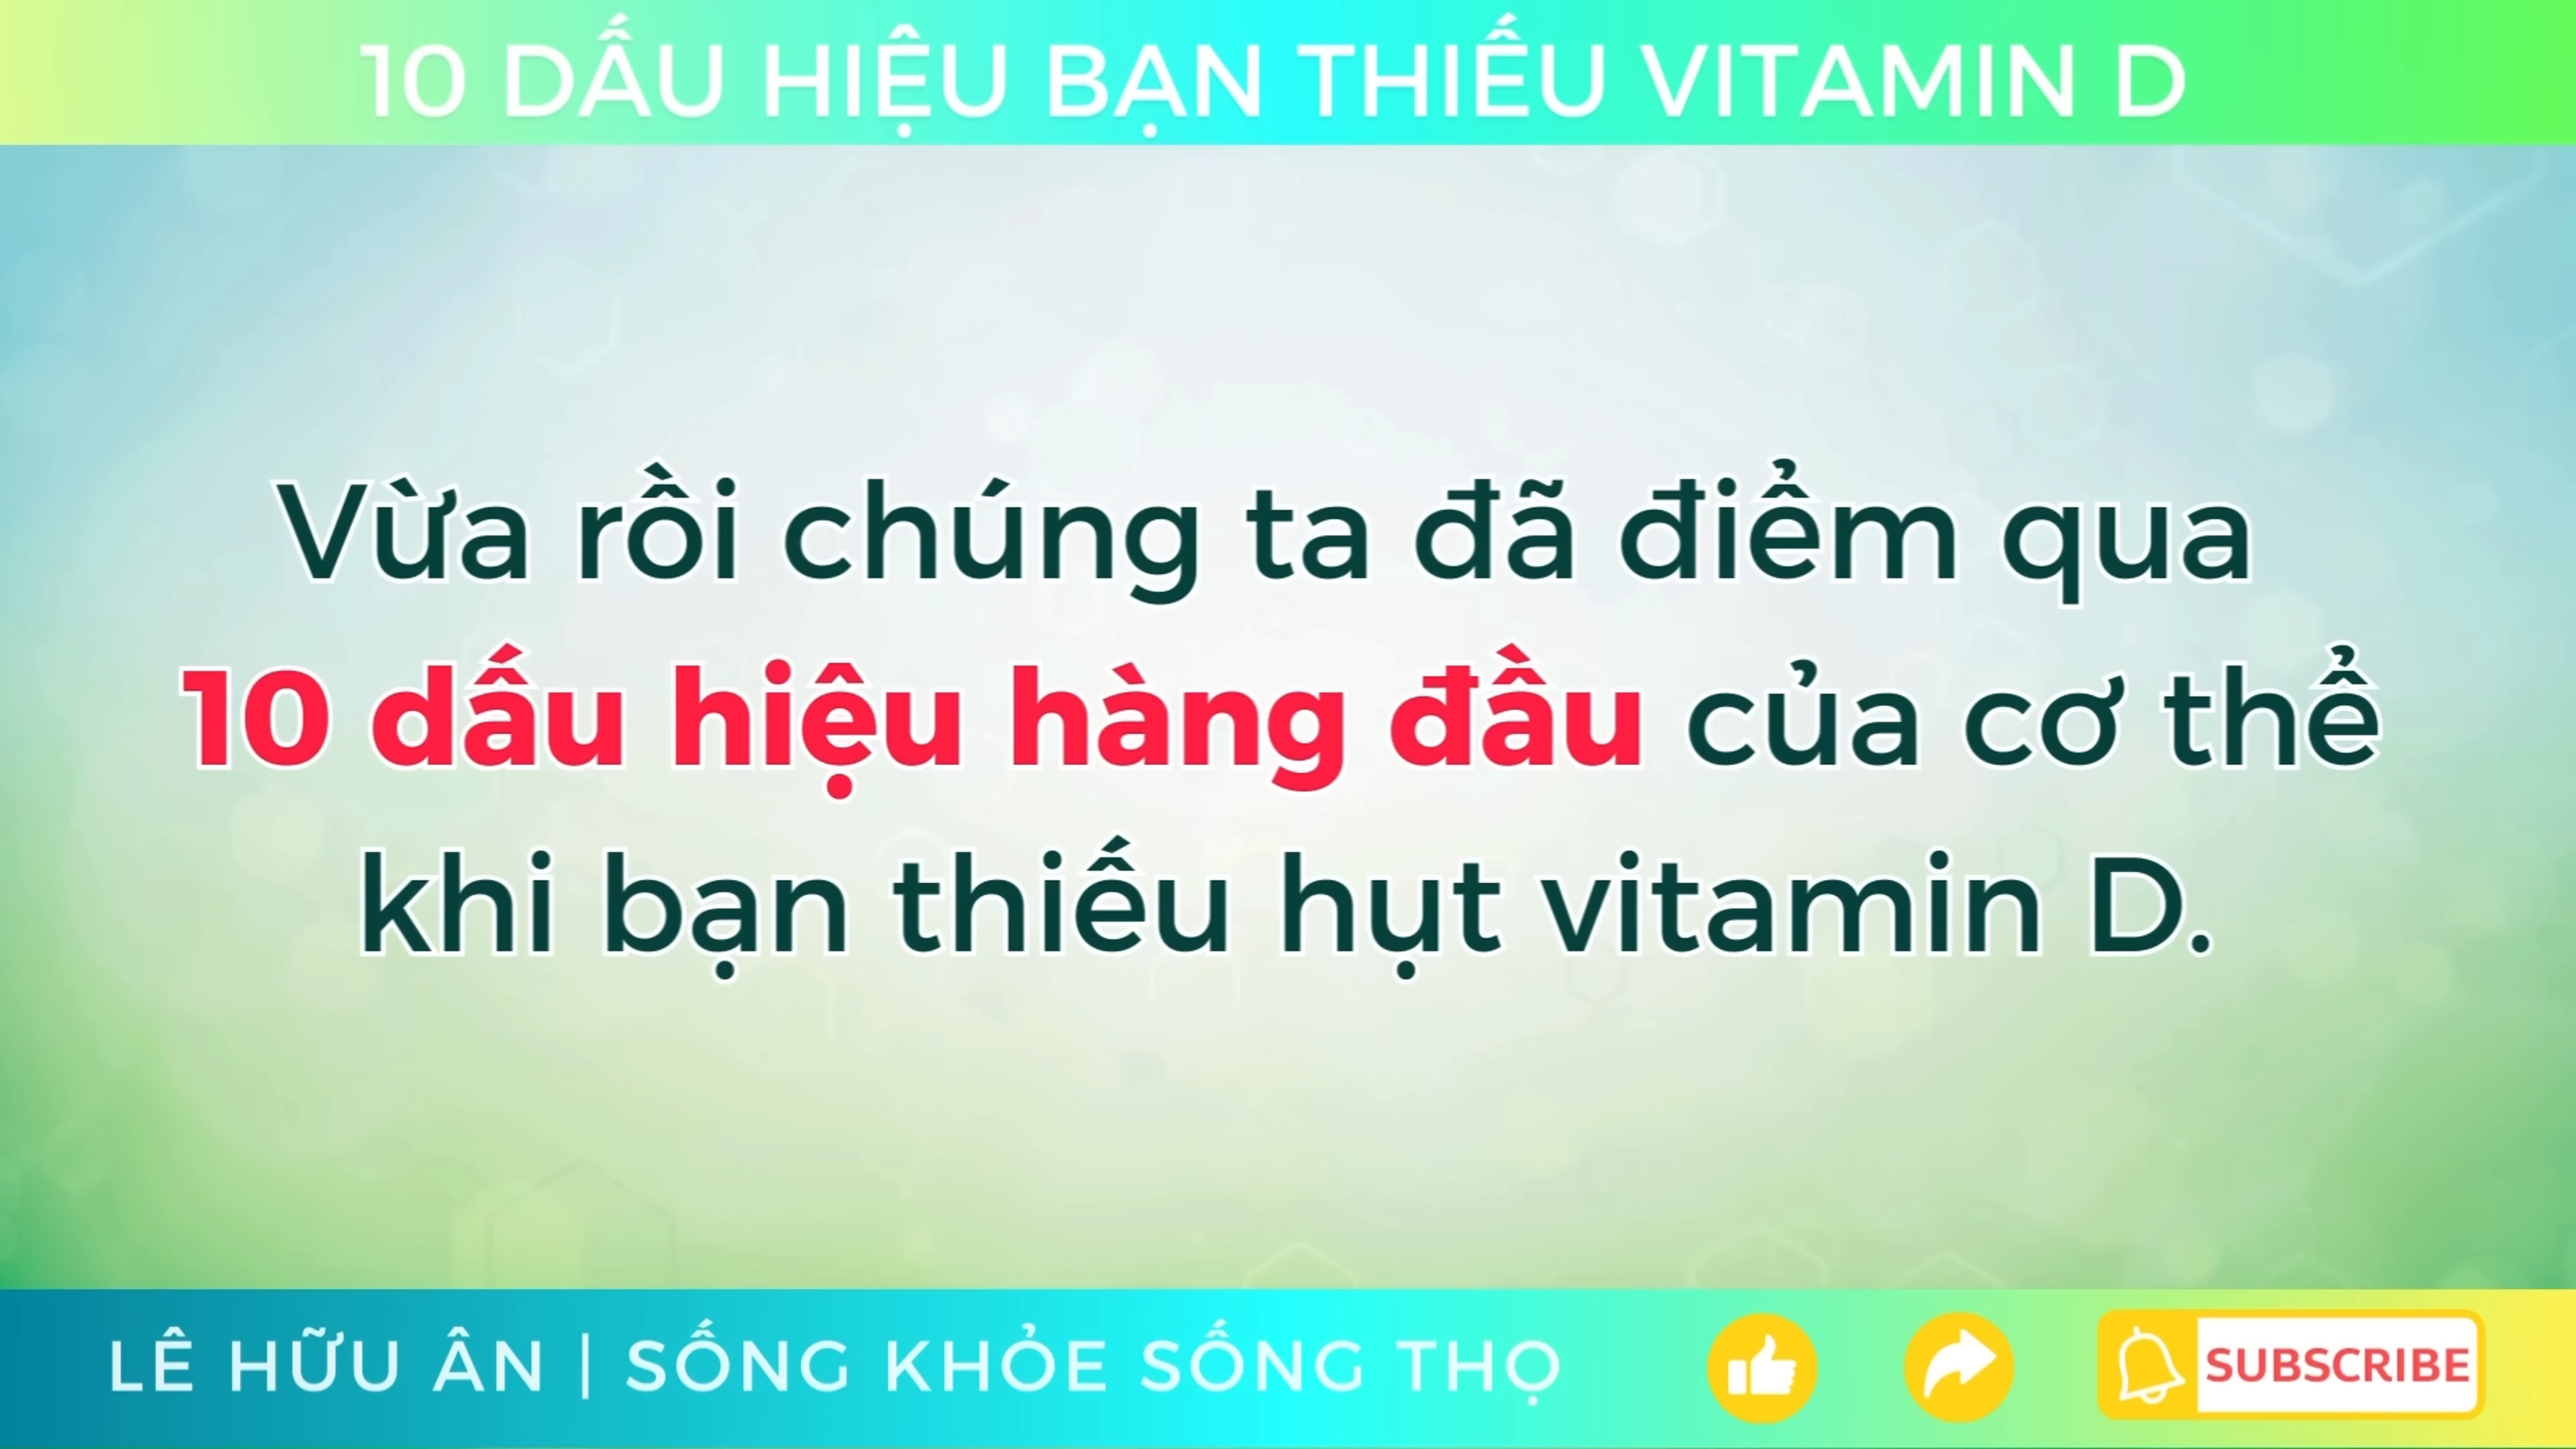 10 DẤU HIỆU BẠN THIẾU VITAMIN D
Vừa rồi chúng ta đã điểm qua
10 dấu hiệu hàng đầu của cơ thể
khi bạn thiếu hụt vitamin D.
LÊ HỮU ÂN | SỐNG KHỎE SỐNG THỌ
SUBSCRIBE